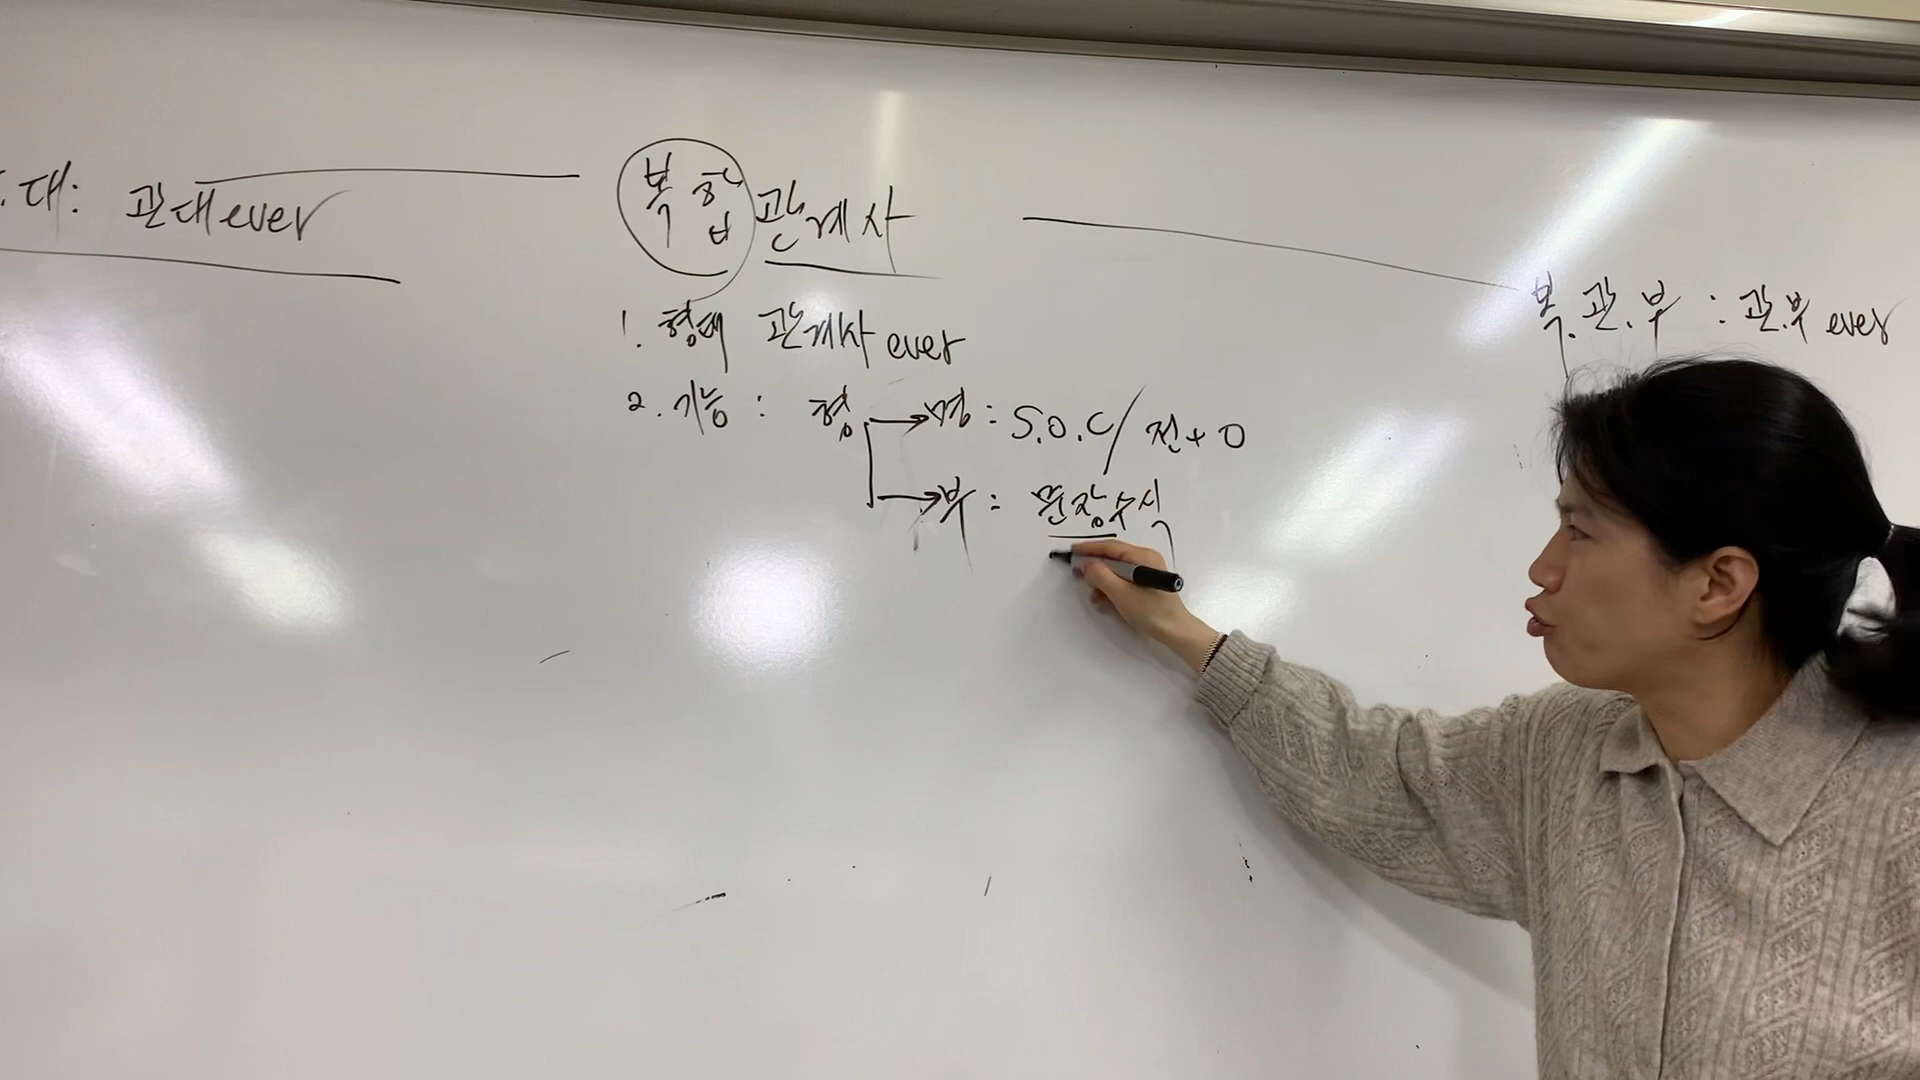 .대: 관대ever
복합관계사
복.관.부 : 관.부 ever
1. 형태 관계사 ever
2. 기능 : 형 → 명 : S.O.C / 전+O
→ 부 : 문장수식